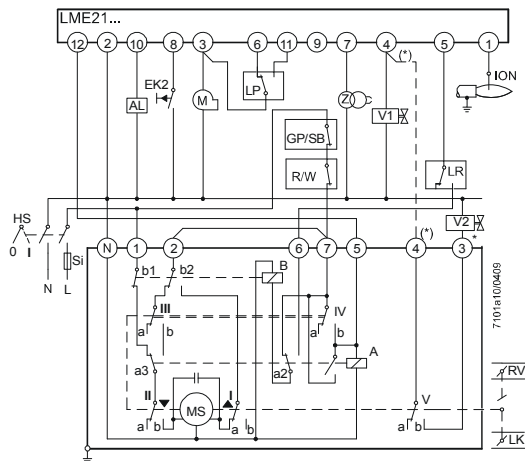 LME21...
12 2 10 8 3 6 11 9 7 4 (*) 5 1
ION
EK2
AL
M
LP
Z
V1
GP/SB
R/W
LR
HS
0 I
Si
N L
V2
*
N 1 2 6 7 5 4 (*) 3
b1 b2 B
III IV
a b a b
A
a3 a2
II I V
MS
a b a b a b
RV
LK
7101a10/0409